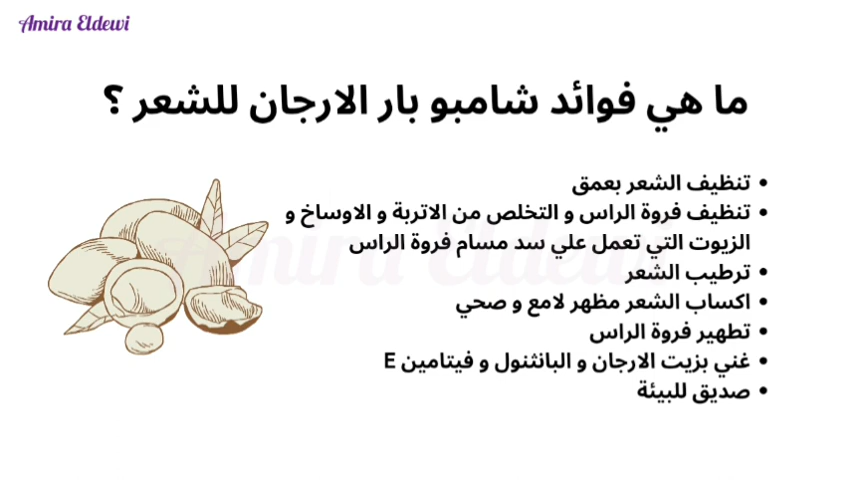 Amira Eldewi
ما هي فوائد شامبو بار الارجان للشعر ؟
تنظيف الشعر بعمق
تنظيف فروة الراس و التخلص من الاتربة و الاوساخ و
الزيوت التي تعمل علي سد مسام فروة الراس
ترطيب الشعر
اكساب الشعر مظهر لامع و صحي
تطهير فروة الراس
غني بزيت الارجان و البانثنول و فيتامين E
صديق للبيئة
Amira Eldewi